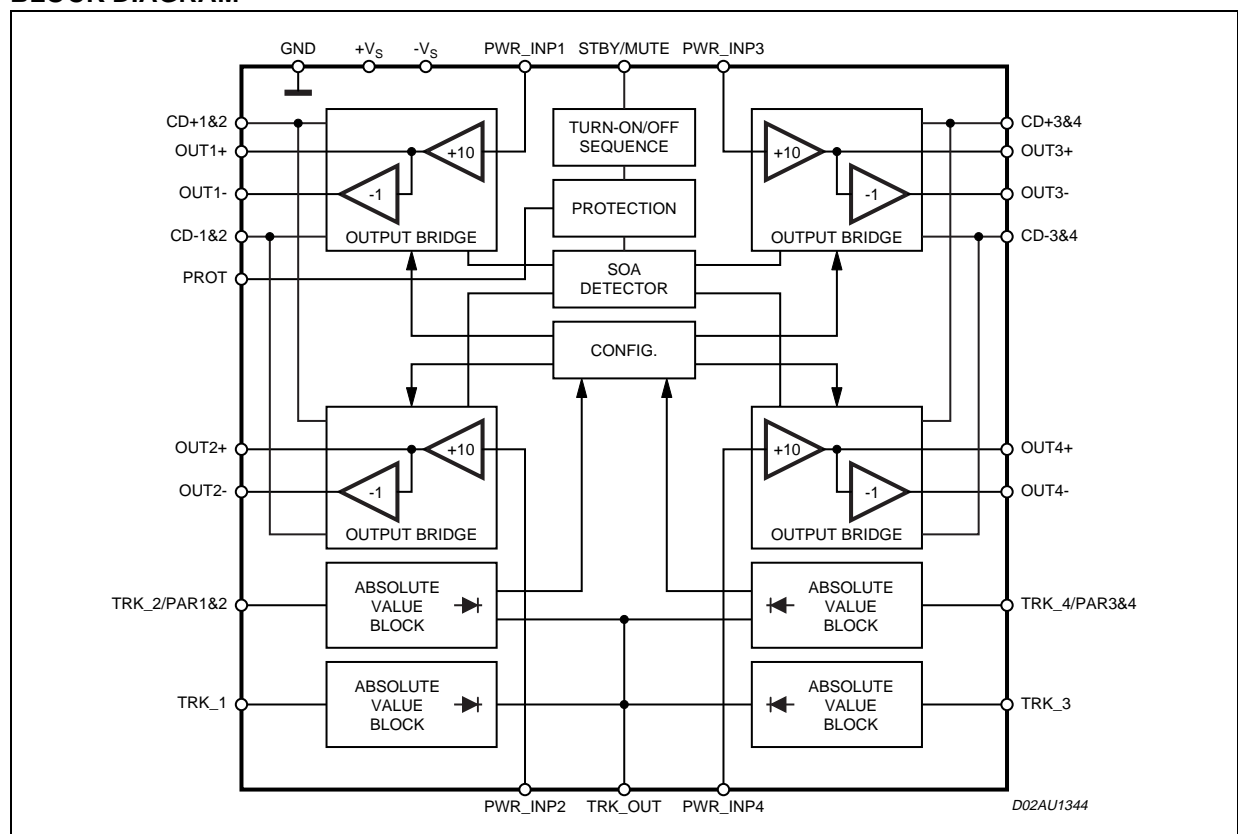 BLOCK DIAGRAM
GND +VS -VS PWR_INP1 STBY/MUTE PWR_INP3
CD+1&2
OUT1+
OUT1-
CD-1&2
PROT
+10
-1
OUTPUT BRIDGE
TURN-ON/OFF
SEQUENCE
PROTECTION
SOA
DETECTOR
CONFIG.
+10
-1
OUTPUT BRIDGE
CD+3&4
OUT3+
OUT3-
CD-3&4
OUT2+
OUT2-
+10
-1
OUTPUT BRIDGE
+10
-1
OUTPUT BRIDGE
OUT4+
OUT4-
TRK_2/PAR1&2
ABSOLUTE
VALUE
BLOCK
ABSOLUTE
VALUE
BLOCK
TRK_4/PAR3&4
TRK_1
ABSOLUTE
VALUE
BLOCK
ABSOLUTE
VALUE
BLOCK
TRK_3
PWR_INP2 TRK_OUT PWR_INP4
D02AU1344